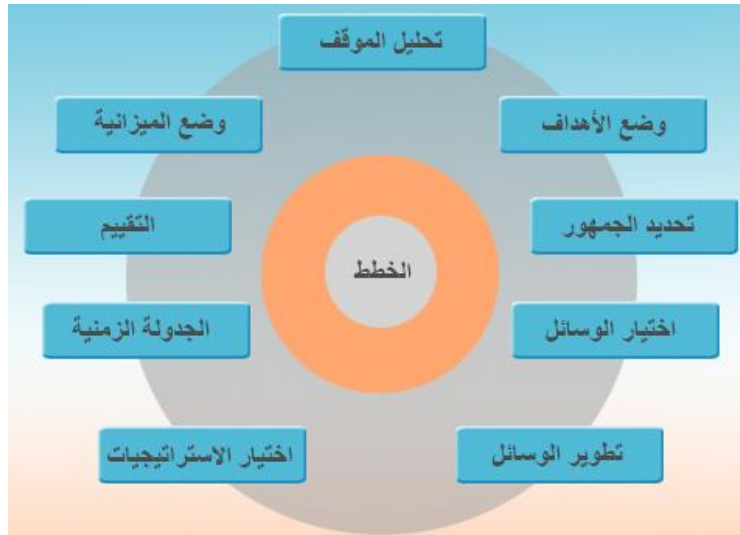 تحليل الموقف
وضع الأهداف
وضع الميزانية
تحديد الجمهور
التقييم
الخطط
اختيار الوسائل
الجدولة الزمنية
تطوير الوسائل
اختيار الاستراتيجيات